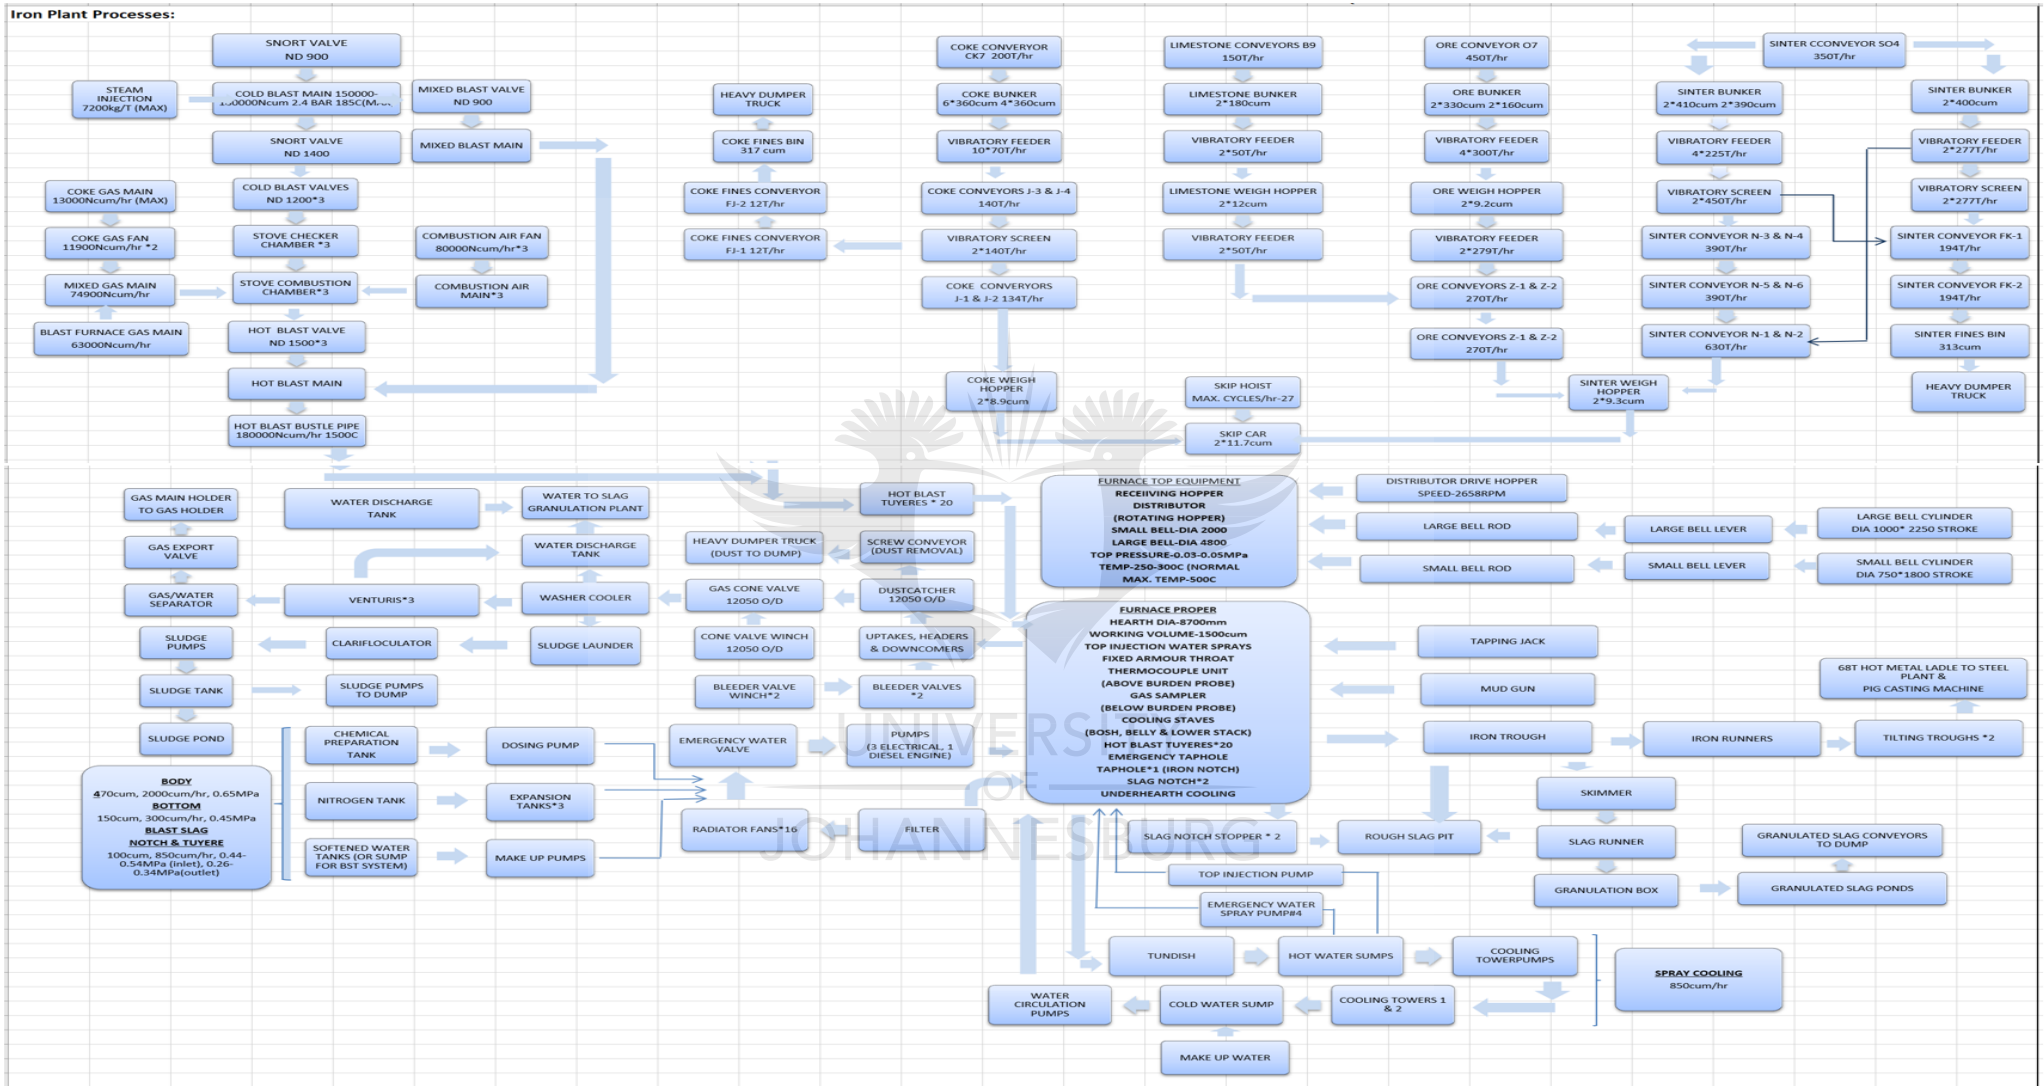 Iron Plant Processes:
SNORT VALVE
ND 900
STEAM
INJECTION
7200kg/T (MAX)
COLD BLAST MAIN 150000-
2.4 BAR
MIXED BLAST VALVE
ND 900
SNORT VALVE
ND 1400
MIXED BLAST MAIN
COKE GAS MAIN
13000Ncum/hr (MAX)
COLD BLAST VALVES
ND 1200*3
COKE GAS FAN
11900Ncum/hr *2
STOVE CHECKER
CHAMBER *3
COMBUSTION AIR FAN
80000Ncum/hr*3
MIXED GAS MAIN
74900Ncum/hr
STOVE COMBUSTION
CHAMBER*3
COMBUSTION AIR
MAIN*3
BLAST FURNACE GAS MAIN
63000Ncum/hr
HOT BLAST VALVE
ND 1500*3
HOT BLAST MAIN
HOT BLAST BUSTLE PIPE
180000Ncum/hr 1500C
HEAVY DUMPER
TRUCK
COKE FINES BIN
317 cum
COKE FINES CONVERYOR
FJ-2 12T/hr
COKE FINES CONVERYOR
FJ-1 12T/hr
COKE CONVERYOR
CK7 200T/hr
COKE BUNKER
6*360cum 4*360cum
VIBRATORY FEEDER
10*70T/hr
COKE CONVEYORS J-3 & J-4
140T/hr
VIBRATORY SCREEN
2*140T/hr
COKE CONVERYORS
J-1 & J-2 134T/hr
COKE WEIGH
HOPPER
2*8.9cum
LIMESTONE CONVEYORS B9
150T/hr
LIMESTONE BUNKER
2*180cum
VIBRATORY FEEDER
2*50T/hr
LIMESTONE WEIGH HOPPER
2*12cum
VIBRATORY FEEDER
2*50T/hr
SKIP HOIST
MAX. CYCLES/hr-27
SKIP CAR
2*11.7cum
ORE CONVEYOR O7
450T/hr
ORE BUNKER
2*330cum 2*160cum
VIBRATORY FEEDER
4*300T/hr
ORE WEIGH HOPPER
2*9.2cum
VIBRATORY FEEDER
2*279T/hr
ORE CONVEYORS Z-1 & Z-2
270T/hr
ORE CONVEYORS Z-1 & Z-2
270T/hr
SINTER CCONVEYOR SO4
350T/hr
SINTER BUNKER
2*410cum 2*390cum
VIBRATORY FEEDER
4*225T/hr
VIBRATORY SCREEN
2*450T/hr
SINTER CONVEYOR N-3 & N-4
390T/hr
SINTER CONVEYOR N-5 & N-6
390T/hr
SINTER CONVEYOR N-1 & N-2
630T/hr
SINTER WEIGH
HOPPER
2*9.3cum
SINTER BUNKER
2*400cum
VIBRATORY FEEDER
2*277T/hr
VIBRATORY SCREEN
2*277T/hr
SINTER CONVEYOR FK-1
194T/hr
SINTER CONVEYOR FK-2
194T/hr
SINTER FINES BIN
313cum
HEAVY DUMPER
TRUCK
GAS MAIN HOLDER
TO GAS HOLDER
WATER DISCHARGE
TANK
WATER TO SLAG
GRANULATION PLANT
HOT BLAST
TUYERES * 20
GAS EXPORT
VALVE
WATER DISCHARGE
TANK
HEAVY DUMPER TRUCK
(DUST TO DUMP)
SCREW CONVEYOR
(DUST REMOVAL)
GAS/WATER
SEPARATOR
VENTURIS*3
WASHER COOLER
GAS CONE VALVE
12050 O/D
DUSTCATCHER
12050 O/D
SLUDGE
PUMPS
CLARIFLOCULATOR
SLUDGE LAUNDER
CONE VALVE WINCH
12050 O/D
UPTAKES, HEADERS
& DOWNCOMERS
SLUDGE TANK
SLUDGE PUMPS
TO DUMP
BLEEDER VALVE
WINCH*2
BLEEDER VALVES
*2
SLUDGE POND
CHEMICAL
PREPARATION
TANK
DOSING PUMP
EMERGENCY WATER
VALVE
PUMPS
(3 ELECTRICAL, 1
DIESEL ENGINE)
BODY
470cum, 2000cum/hr, 0.65MPa
BOTTOM
150cum, 300cum/hr, 0.45MPa
BLAST SLAG
NOTCH & TUYERE
100cum, 850cum/hr, 0.44-
0.54MPa (inlet), 0.26-
0.34MPa(outlet)
NITROGEN TANK
EXPANSION
TANKS*3
SOFTENED WATER
TANKS (OR SUMP
FOR BST SYSTEM)
MAKE UP PUMPS
RADIATOR FANS*16
FILTER
FURNACE TOP EQUIPMENT
RECEIIVING HOPPER
DISTRIBUTOR
(ROTATING HOPPER)
SMALL BELL-DIA 2000
LARGE BELL-DIA 4800
TOP PRESSURE-0.03-0.05MPa
TEMP-250-300C (NORMAL
MAX. TEMP-500C
DISTRIBUTOR DRIVE HOPPER
SPEED-2658RPM
LARGE BELL ROD
LARGE BELL LEVER
LARGE BELL CYLINDER
DIA 1000* 2250 STROKE
SMALL BELL ROD
SMALL BELL LEVER
SMALL BELL CYLINDER
DIA 750*1800 STROKE
FURNACE PROPER
HEARTH DIA-8700mm
WORKING VOLUME-1500cum
TOP INJECTION WATER SPRAYS
FIXED ARMOUR THROAT
THERMOCOUPLE UNIT
(ABOVE BURDEN PROBE)
GAS SAMPLER
(BELOW BURDEN PROBE)
COOLING STAVES
(BOSH, BELLY & LOWER STACK)
HOT BLAST TUYERES*20
EMERGENCY TAPHOLE
TAPHOLE*1 (IRON NOTCH)
SLAG NOTCH*2
UNDERHEARTH COOLING
TAPPING JACK
MUD GUN
68T HOT METAL LADLE TO STEEL
PLANT &
PIG CASTING MACHINE
IRON TROUGH
IRON RUNNERS
TILTING TROUGHS *2
SKIMMER
SLAG NOTCH STOPPER * 2
ROUGH SLAG PIT
SLAG RUNNER
GRANULATED SLAG CONVEYORS
TO DUMP
GRANULATION BOX
GRANULATED SLAG PONDS
TOP INJECTION PUMP
EMERGENCY WATER
SPRAY PUMP#4
TUNDISH
HOT WATER SUMPS
COOLING
TOWERPUMPS
SPRAY COOLING
850cum/hr
WATER
CIRCULATION
PUMPS
COLD WATER SUMP
COOLING TOWERS 1
& 2
MAKE UP WATER
UNIVERSITY
OF
JOHANNESBURG